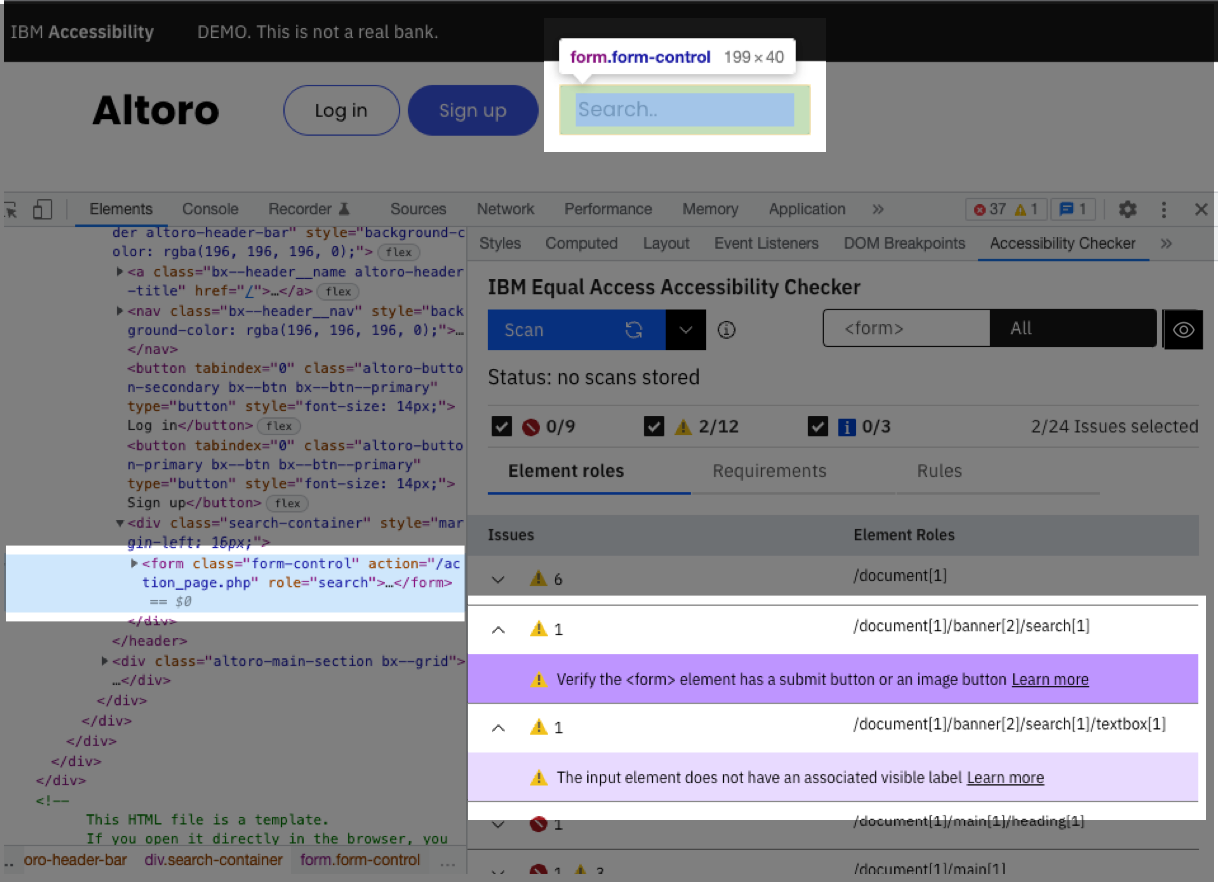 IBM Accessibility DEMO. This is not a real bank.
form.form-control 199 × 40
Altoro Log in Sign up Search..
Elements Console Recorder Sources Network Performance Memory Application » 37 1 1
der altoro-header-bar" style="background-c
olor: rgba(196, 196, 196, 0);"> flex
<a class="bx--header__name altoro-header
-title" href="/">…</a> flex
<nav class="bx--header__nav" style="back
ground-color: rgba(196, 196, 196, 0);">…
</nav>
<button tabindex="0" class="altoro-butto
n-secondary bx--btn bx--btn--primary"
type="button" style="font-size: 14px;">
Log in</button> flex
<button tabindex="0" class="altoro-butto
n-primary bx--btn bx--btn--primary"
type="button" style="font-size: 14px;">
Sign up</button> flex
<div class="search-container" style="mar
gin-left: 16px;">
<form class="form-control" action="/ac
tion_page.php" role="search">…</form>
== $0
</div>
</header>
<div class="altoro-main-section bx--grid">
…</div>
</div>
</div>
</div>
</div>
</div>
<!--
This HTML file is a template.
If you open it directly in the browser, you
.. oro-header-bar div.search-container form.form-control ...
Styles Computed Layout Event Listeners DOM Breakpoints Accessibility Checker »
IBM Equal Access Accessibility Checker
Scan <form> All
Status: no scans stored
0/9 2/12 0/3 2/24 Issues selected
Element roles Requirements Rules
Issues Element Roles
6 /document[1]
1 /document[1]/banner[2]/search[1]
Verify the <form> element has a submit button or an image button Learn more
1 /document[1]/banner[2]/search[1]/textbox[1]
The input element does not have an associated visible label Learn more
1 /document[1]/main[1]/heading[1]
1 3 /document[1]/main[1]